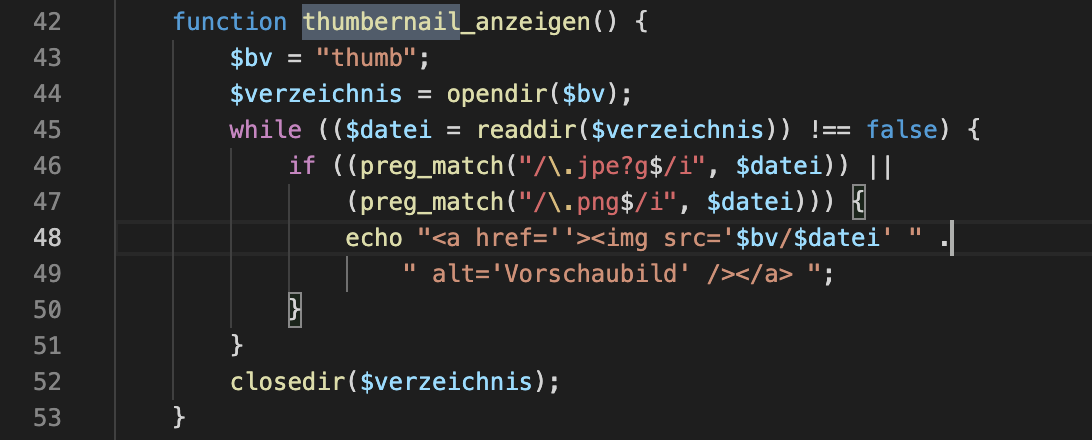 42 function thumbernail_anzeigen() {
43 $bv = "thumb";
44 $verzeichnis = opendir($bv);
45 while (($datei = readdir($verzeichnis)) !== false) {
46 if ((preg_match("/\.jpe?g$/i", $datei)) ||
47 (preg_match("/\.png$/i", $datei))) {
48 echo "<a href=''><img src='$bv/$datei' " .
49 " alt='Vorschaubild' /></a> ";
50 }
51 }
52 closedir($verzeichnis);
53 }